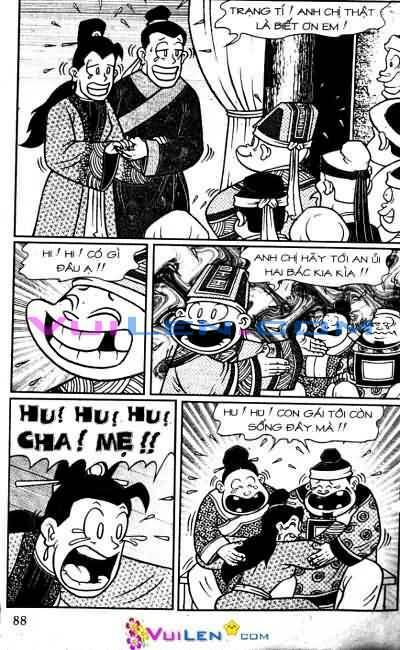 TRẠNG TÍ! ANH CHỊ THẬT
LÀ BIẾT ƠN EM!
HI! HI! CÓ GÌ
ĐÂU Ạ!
ANH CHỊ HÃY TỚI AN ỦI
HAI BÁC KIA KÌA!!
VUILEN.COM
HU! HU! HU!
CHA! MẸ!!
HU! HU! CON GÁI TÔI CÒN
SỐNG ĐÂY MÀ!!
88
VUILEN.COM